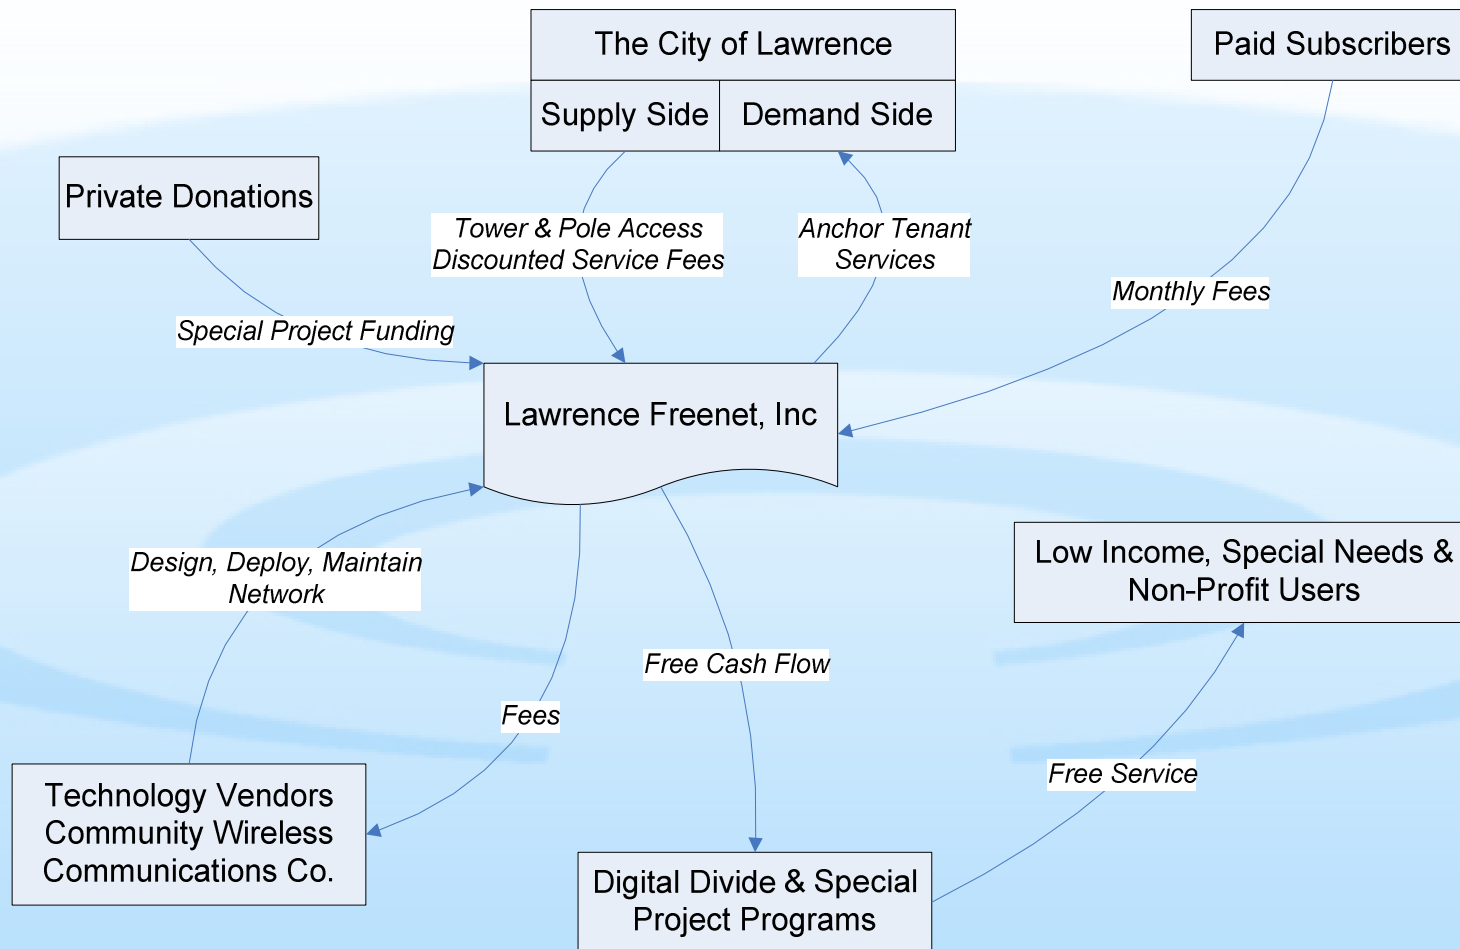 The City of Lawrence
Paid Subscribers
Supply Side
Demand Side
Private Donations
Tower & Pole Access
Discounted Service Fees
Anchor Tenant
Services
Monthly Fees
Special Project Funding
Lawrence Freenet, Inc
Design, Deploy, Maintain
Network
Low Income, Special Needs &
Non-Profit Users
Free Cash Flow
Fees
Free Service
Technology Vendors
Community Wireless
Communications Co.
Digital Divide & Special
Project Programs